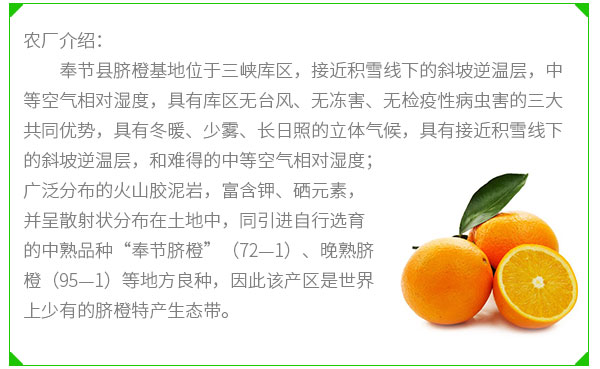 农厂介绍：
奉节县脐橙基地位于三峡库区，接近积雪线下的斜坡逆温层，中
等空气相对湿度，具有库区无台风、无冻害、无检疫性病虫害的三大
共同优势，具有冬暖、少雾、长日照的立体气候，具有接近积雪线下
的斜坡逆温层，和难得的中等空气相对湿度；
广泛分布的火山胶泥岩，富含钾、硒元素，
并呈散射状分布在土地中，同引进自行选育
的中熟品种“奉节脐橙”（72—1）、晚熟脐
橙（95—1）等地方良种，因此该产区是世界
上少有的脐橙特产生态带。